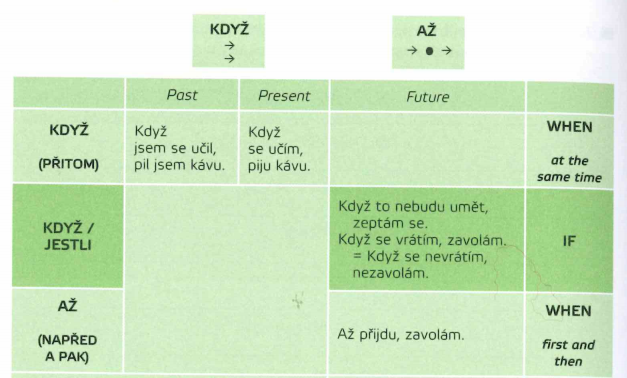 KDYŽ
→
→
AŽ
→ ● →
Past
Present
Future
KDYŽ
(PŘITOM)
Když
jsem se učil,
pil jsem kávu.
Když
se učím,
piju kávu.
WHEN
at the
same time
KDYŽ /
JESTLI
Když to nebudu umět,
zeptám se.
Když se vrátím, zavolám.
= Když se nevrátím,
nezavolám.
IF
AŽ
(NAPŘED
A PAK)
Až přijdu, zavolám.
WHEN
first and
then